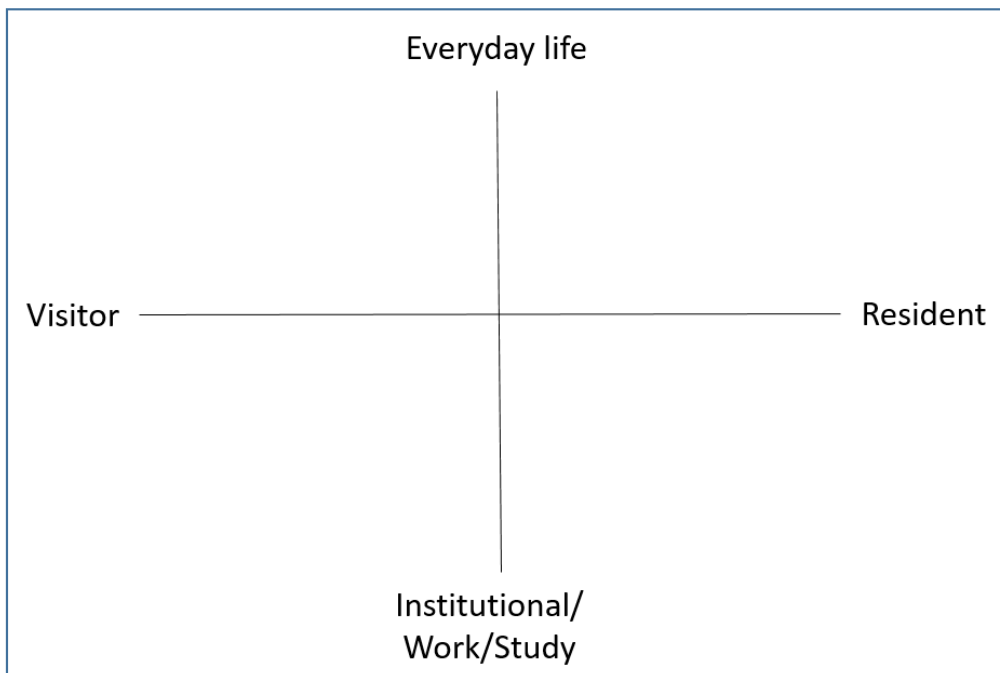 Everyday life
Visitor
Resident
Institutional/
Work/Study